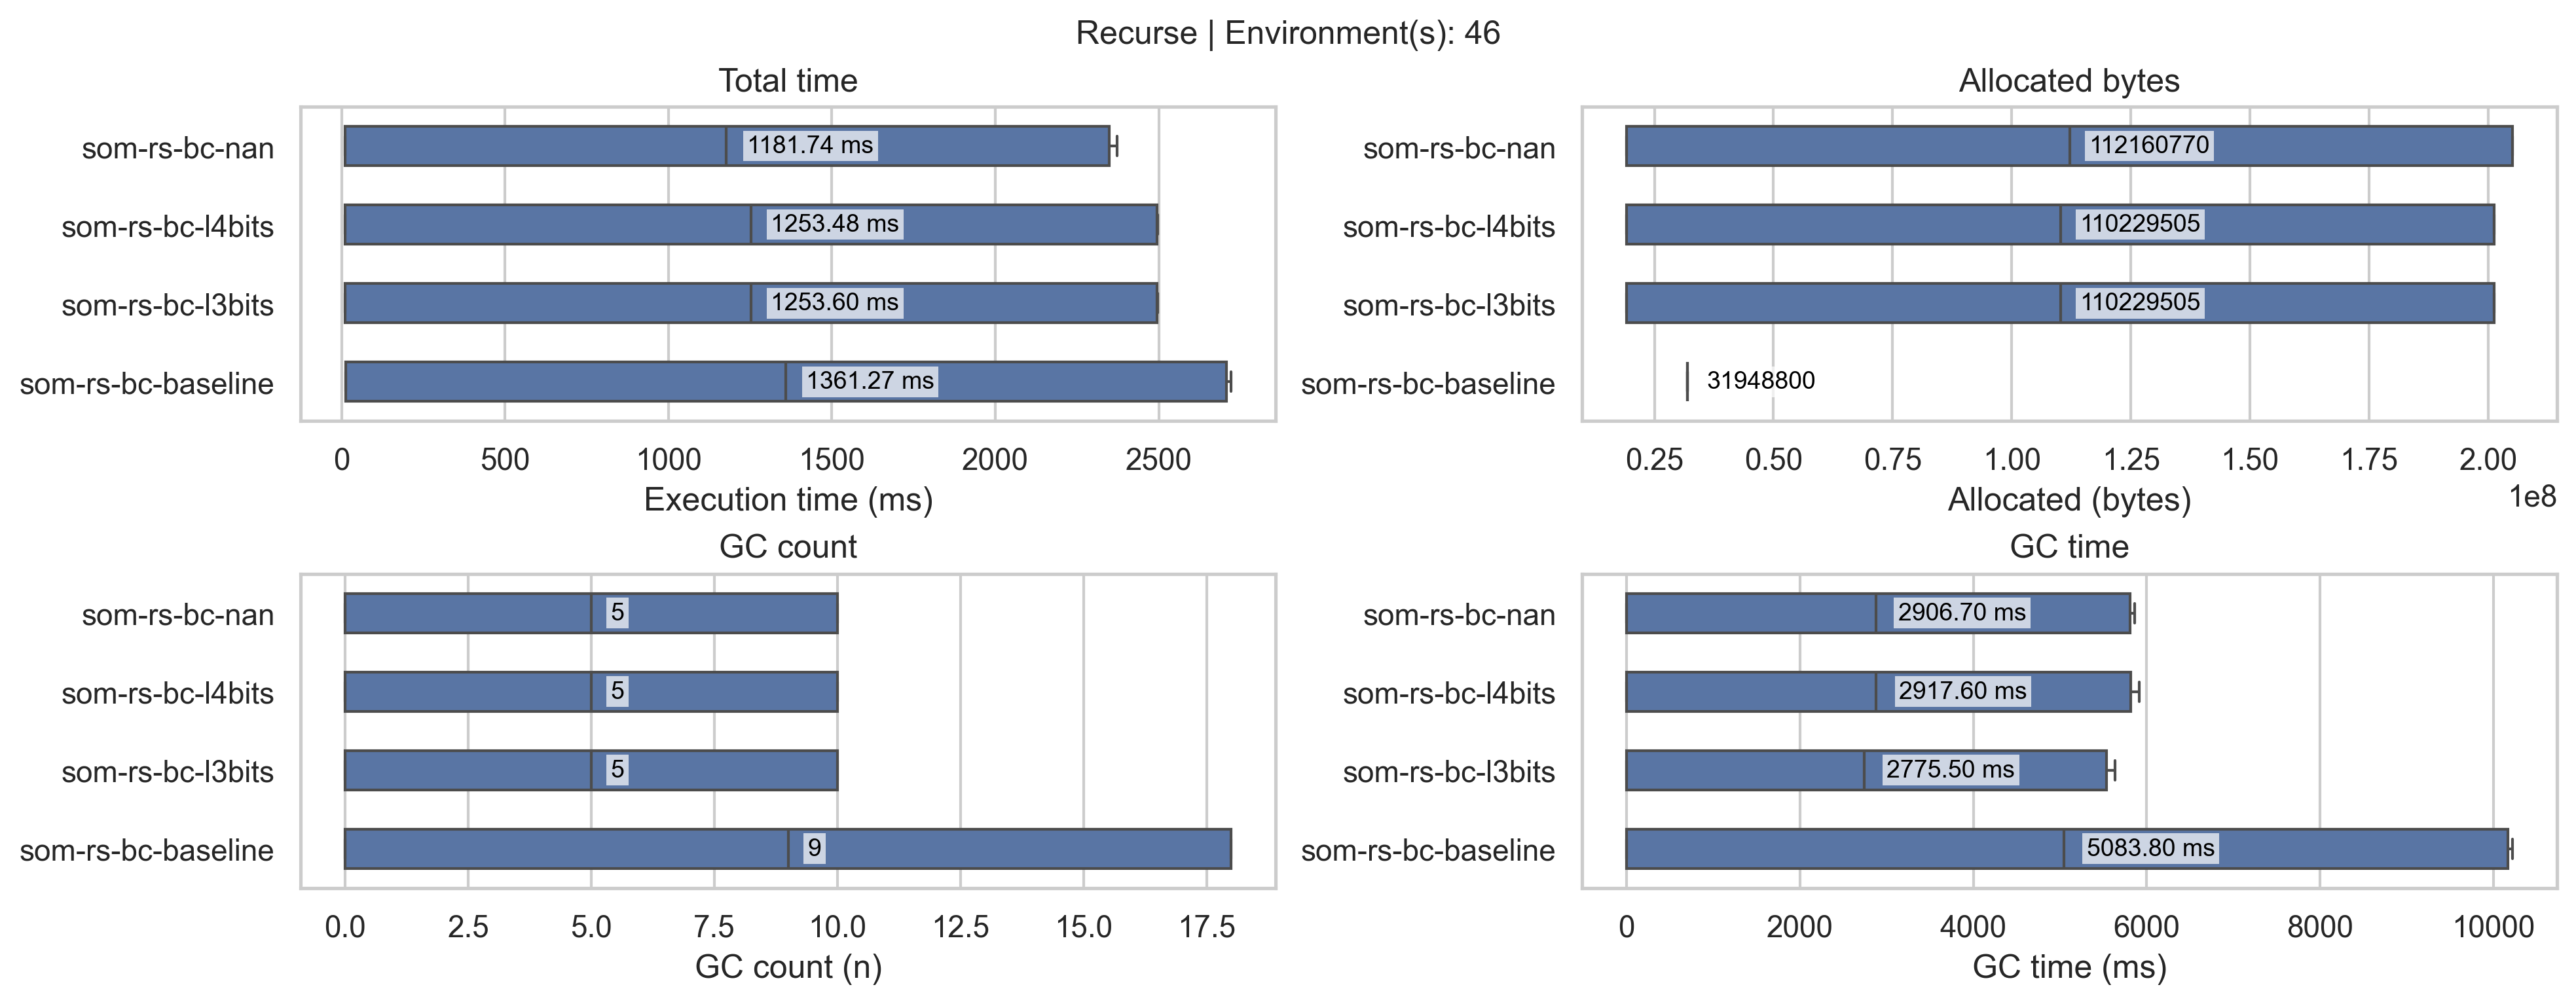 Recurse | Environment(s): 46
Total time
som-rs-bc-nan
1181.74 ms
som-rs-bc-l4bits
1253.48 ms
som-rs-bc-l3bits
1253.60 ms
som-rs-bc-baseline
1361.27 ms
0 500 1000 1500 2000 2500
Execution time (ms)
Allocated bytes
som-rs-bc-nan
112160770
som-rs-bc-l4bits
110229505
som-rs-bc-l3bits
110229505
som-rs-bc-baseline
31948800
0.25 0.50 0.75 1.00 1.25 1.50 1.75 2.00
1e8
Allocated (bytes)
GC count
som-rs-bc-nan
5
som-rs-bc-l4bits
5
som-rs-bc-l3bits
5
som-rs-bc-baseline
9
0.0 2.5 5.0 7.5 10.0 12.5 15.0 17.5
GC count (n)
GC time
som-rs-bc-nan
2906.70 ms
som-rs-bc-l4bits
2917.60 ms
som-rs-bc-l3bits
2775.50 ms
som-rs-bc-baseline
5083.80 ms
0 2000 4000 6000 8000 10000
GC time (ms)